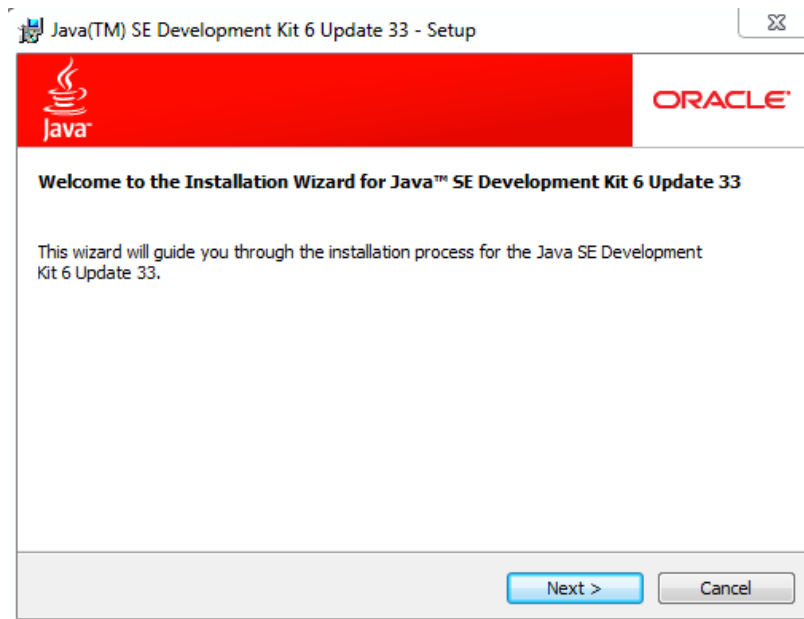 Java(TM) SE Development Kit 6 Update 33 - Setup
Java™
ORACLE®
Welcome to the Installation Wizard for Java™ SE Development Kit 6 Update 33
This wizard will guide you through the installation process for the Java SE Development
Kit 6 Update 33.
Next >
Cancel